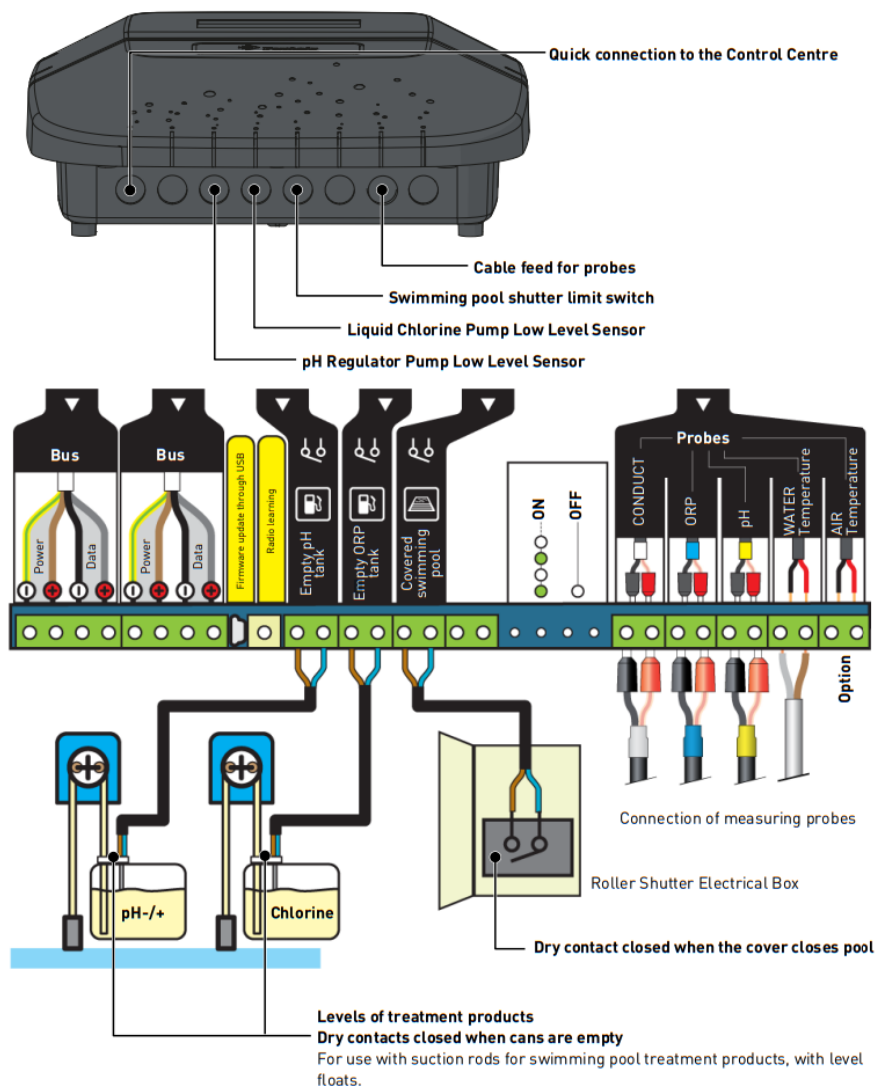 Quick connection to the Control Centre
Cable feed for probes
Swimming pool shutter limit switch
Liquid Chlorine Pump Low Level Sensor
pH Regulator Pump Low Level Sensor
Bus
Power
Data
Bus
Power
Data
Firmware update through USB
Radio learning
Empty pH
tank
Empty ORP
tank
Covered
swimming
pool
ON
OFF
Probes
CONDUCT
ORP
pH
WATER
Temperature
AIR
Temperature
Option
pH-/+
Chlorine
Connection of measuring probes
Roller Shutter Electrical Box
Dry contact closed when the cover closes pool
Levels of treatment products
Dry contacts closed when cans are empty
For use with suction rods for swimming pool treatment products, with level
floats.